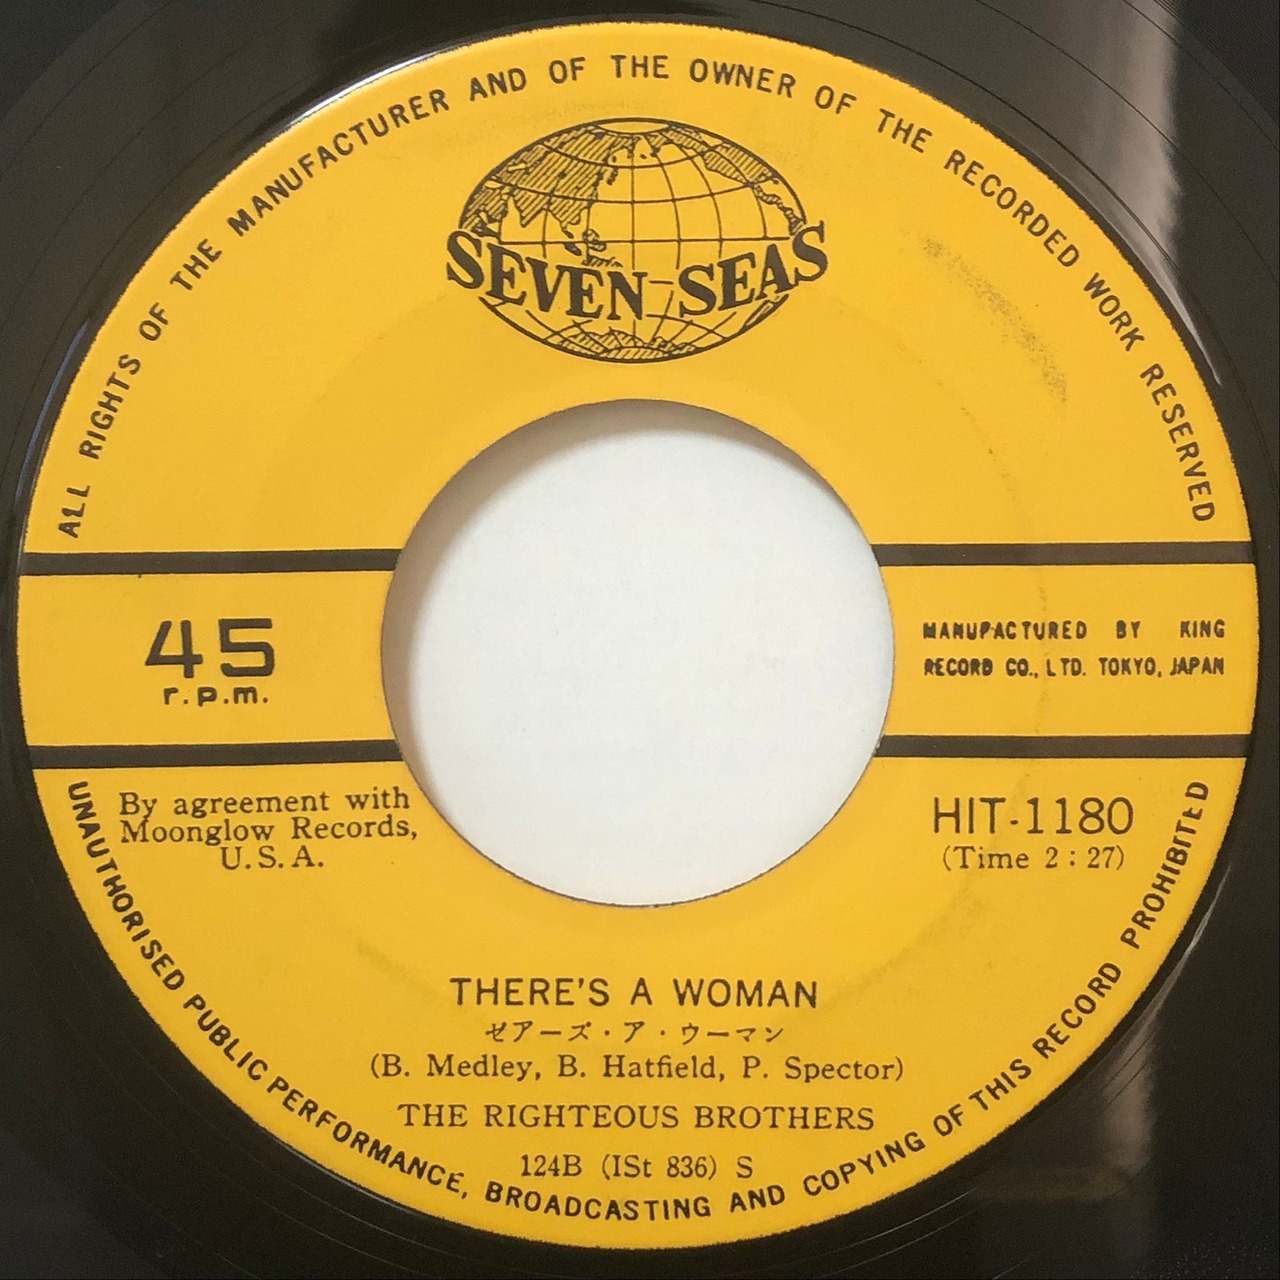 ALL RIGHTS OF THE MANUFACTURER AND OF THE OWNER OF THE RECORDED WORK RESERVED
SEVEN SEAS
45
r.p.m.
MANUFACTURED BY KING
RECORD CO., LTD. TOKYO, JAPAN
By agreement with
Moonglow Records,
U.S.A.
HIT-1180
(Time 2:27)
THERE'S A WOMAN
ゼアーズ・ア・ウーマン
(B. Medley, B. Hatfield, P. Spector)
THE RIGHTEOUS BROTHERS
124B (ISt 836) S
UNAUTHORISED PUBLIC PERFORMANCE, BROADCASTING AND COPYING OF THIS RECORD PROHIBITED